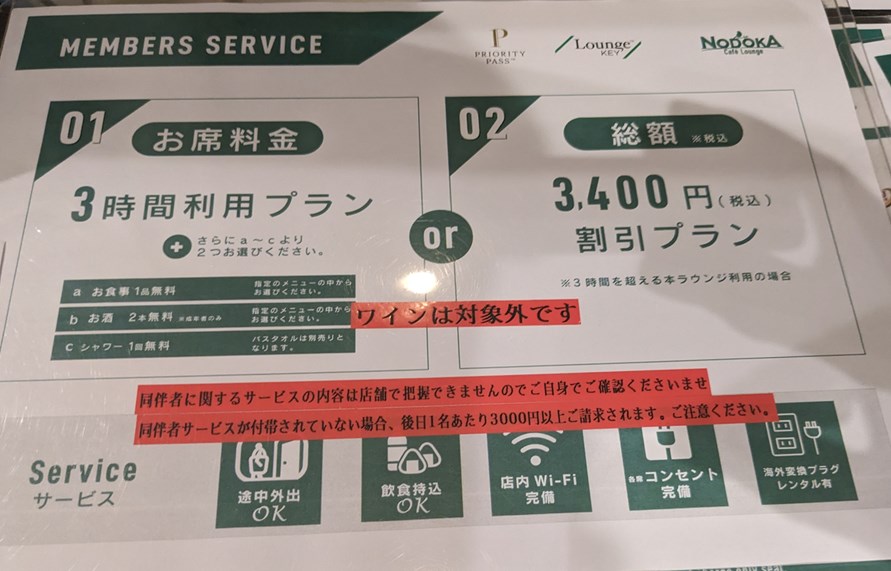 MEMBERS SERVICE
P
PRIORITY
PASS™
Lounge™
KEY
NODOKA
Café Lounge
01
お席料金
3時間利用プラン
+
さらにa〜cより
2つお選びください。
a お食事 1品無料
指定のメニューの中から
お選びください。
b お酒 2本無料 ※成年者のみ
指定のメニューの中から
お選びください。
c シャワー 1回無料
バスタオルは別売りと
なります。
ワインは対象外です
or
02
総額 ※税込
3,400円(税込)
割引プラン
※3時間を超える本ラウンジ利用の場合
同伴者に関するサービスの内容は店舗で把握できませんのでご自身でご確認くださいませ
同伴者サービスが付帯されていない場合、後日1名あたり3000円以上ご請求されます。ご注意ください。
Service
サービス
途中外出
OK
飲食持込
OK
店内 Wi-Fi
完備
各席コンセント
完備
海外変換プラグ
レンタル有